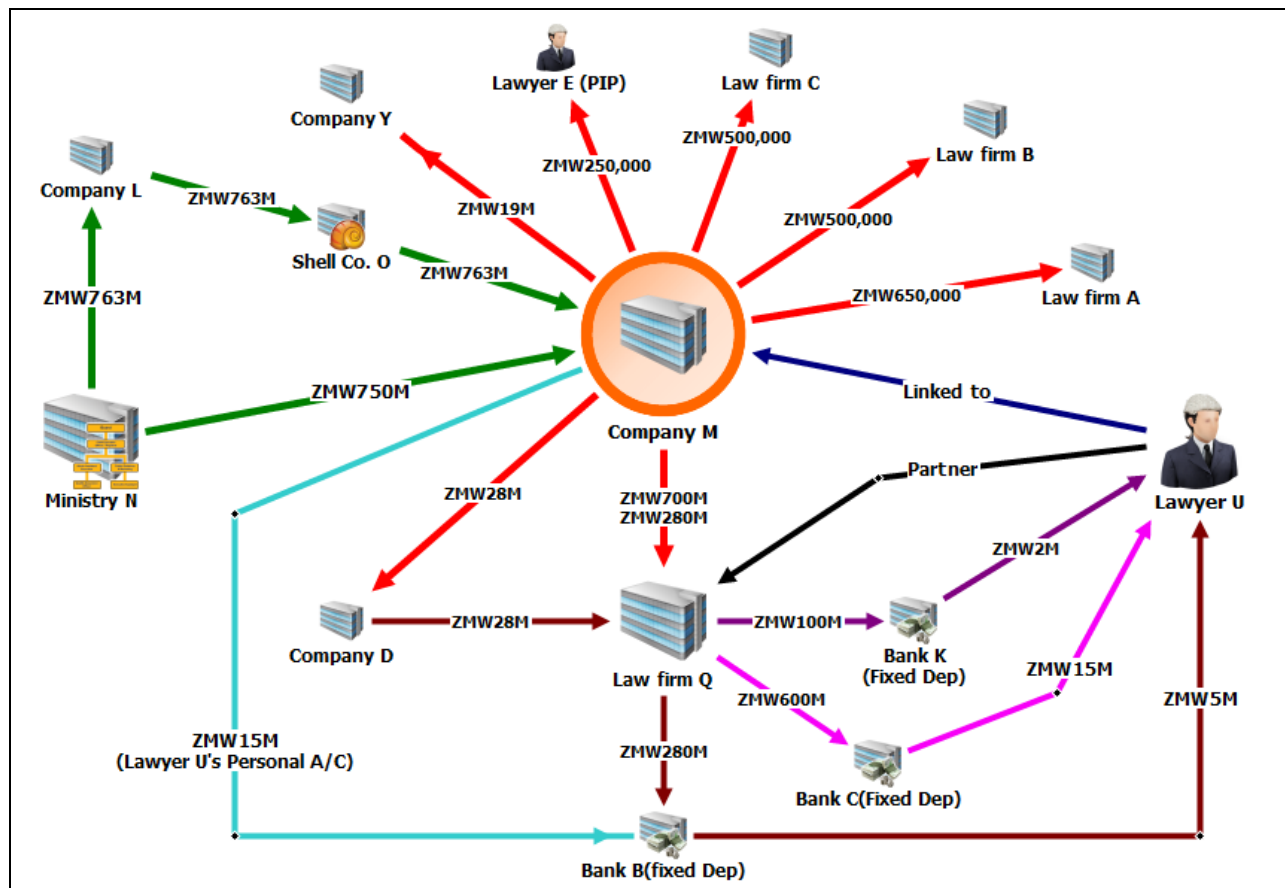 Lawyer E (PIP)
Law firm C
Company Y
Law firm B
Company L
ZMW250,000
ZMW500,000
ZMW763M
ZMW19M
ZMW500,000
Shell Co. O
ZMW763M
Law firm A
ZMW650,000
ZMW763M
ZMW750M
Linked to
Company M
Ministry N
Partner
Lawyer U
ZMW28M
ZMW700M
ZMW280M
ZMW2M
Company D
ZMW28M
Law firm Q
ZMW100M
Bank K
(Fixed Dep)
ZMW15M
ZMW600M
ZMW5M
ZMW15M
(Lawyer U's Personal A/C)
ZMW280M
Bank C(Fixed Dep)
Bank B(fixed Dep)